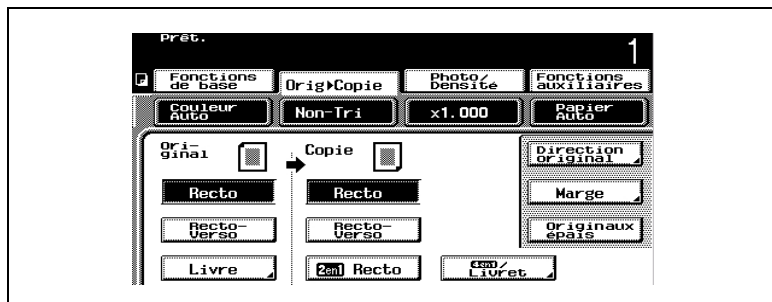 Prêt.
1
Fonctions
de base
Orig▶Copie
Photo/
Densité
Fonctions
auxiliaires
Couleur
Auto
Non-Tri
x1.000
Papier
Auto
Ori-
ginal
Copie
Direction
original
Recto
Recto
Marge
Recto-
Verso
Recto-
Verso
Originaux
épais
Livre
2en1 Recto
4en1/
Livret